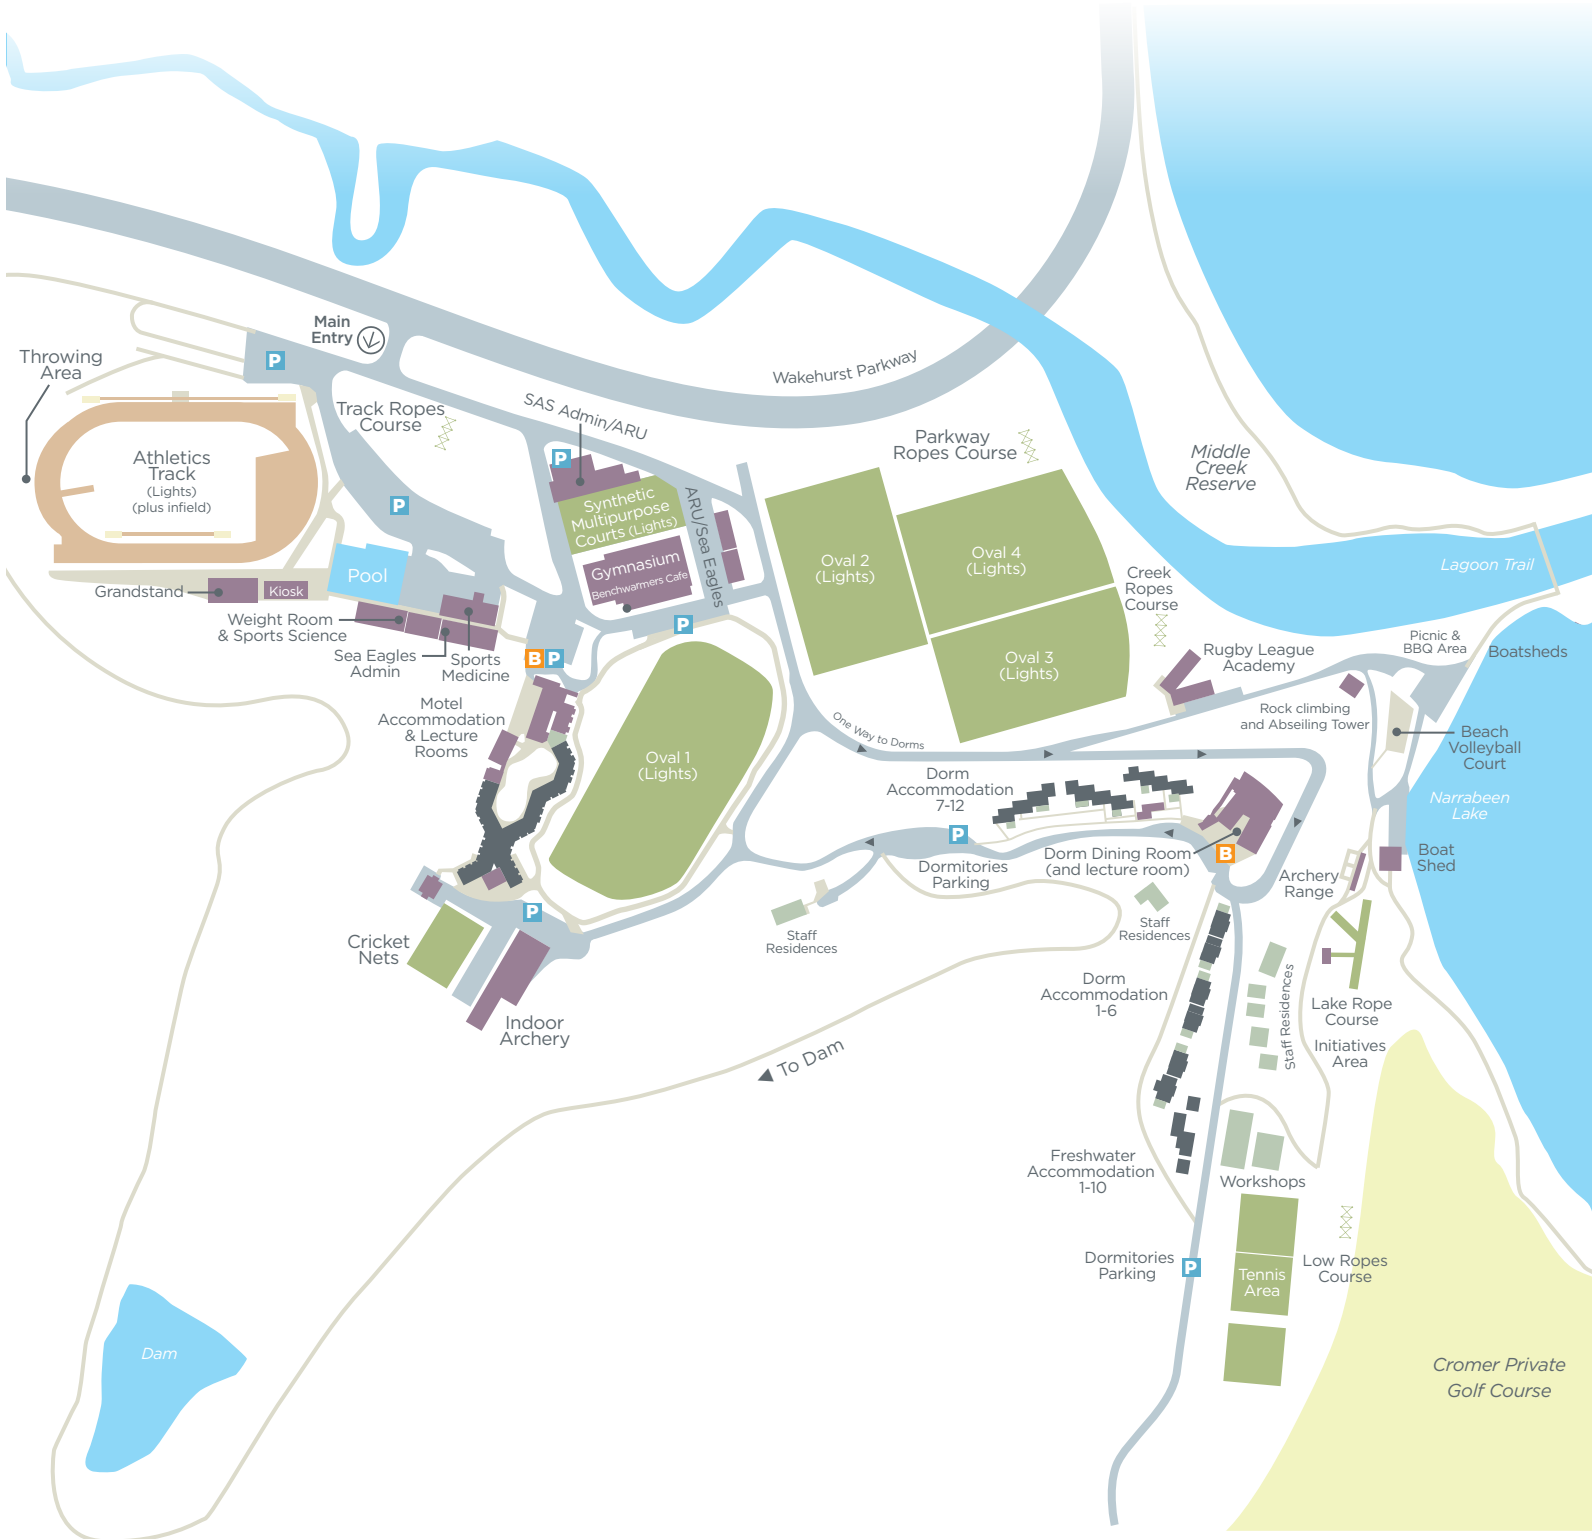 Main
Entry
P
Throwing
Area
Wakehurst Parkway
Track Ropes
Course
SAS Admin/ARU
Parkway
Ropes Course
Middle
Creek
Reserve
Athletics
Track
(Lights)
(plus infield)
P
P
Synthetic
Multipurpose
Courts (Lights)
ARU/Sea Eagles
Oval 2
(Lights)
Oval 4
(Lights)
Lagoon Trail
Pool
Gymnasium
Benchwarmers Cafe
Creek
Ropes
Course
Grandstand
Kiosk
Weight Room
& Sports Science
P
Sea Eagles
Admin
Sports
Medicine
B
P
Oval 3
(Lights)
Rugby League
Academy
Picnic &
BBQ Area
Boatsheds
Motel
Accommodation
& Lecture
Rooms
One Way to Dorms
Rock climbing
and Abseiling Tower
Beach
Volleyball
Court
Oval 1
(Lights)
Dorm
Accommodation
7-12
Narrabeen
Lake
P
Dormitories
Parking
Dorm Dining Room
(and lecture room)
B
Archery
Range
Boat
Shed
P
Cricket
Nets
Staff
Residences
Staff
Residences
Dorm
Accommodation
1-6
Staff Residences
Lake Rope
Course
Initiatives
Area
Indoor
Archery
To Dam
Freshwater
Accommodation
1-10
Workshops
Dormitories
Parking
P
Tennis
Area
Low Ropes
Course
Dam
Cromer Private
Golf Course